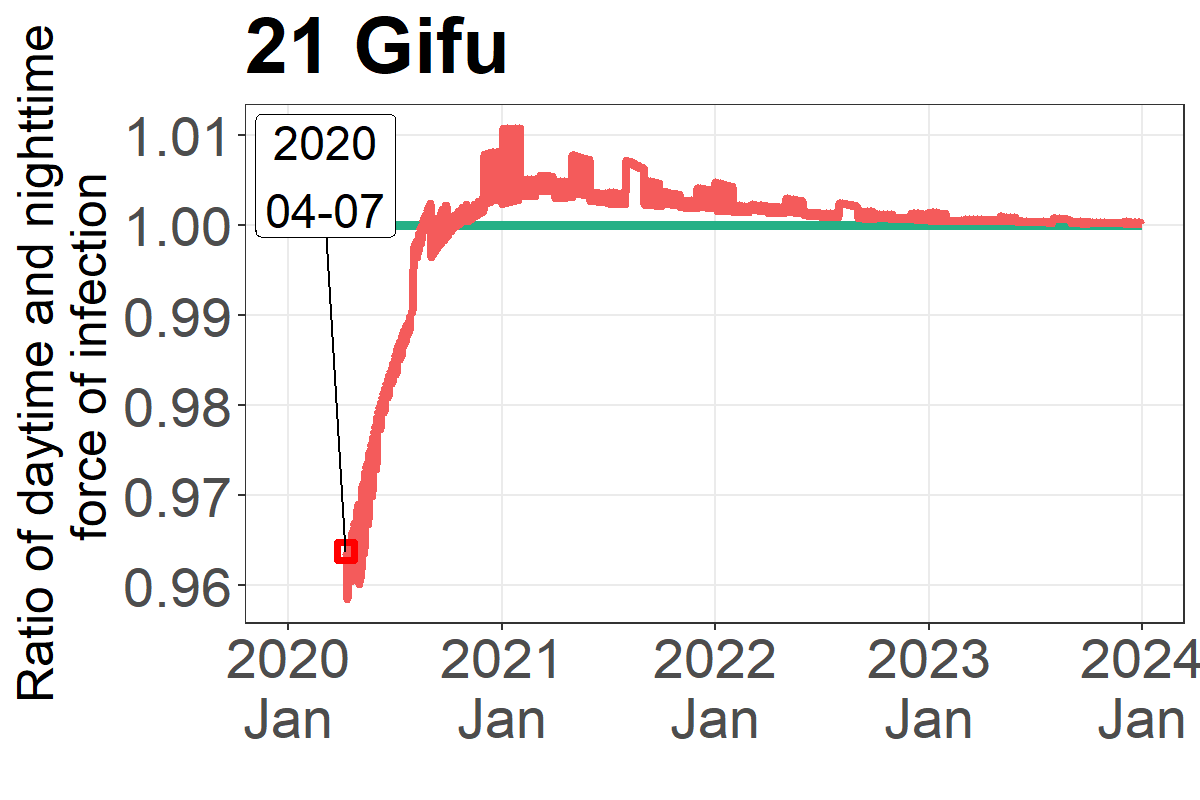 21 Gifu
Ratio of daytime and nighttime
force of infection
1.01
1.00
0.99
0.98
0.97
0.96
2020
04-07
2020
Jan
2021
Jan
2022
Jan
2023
Jan
2024
Jan